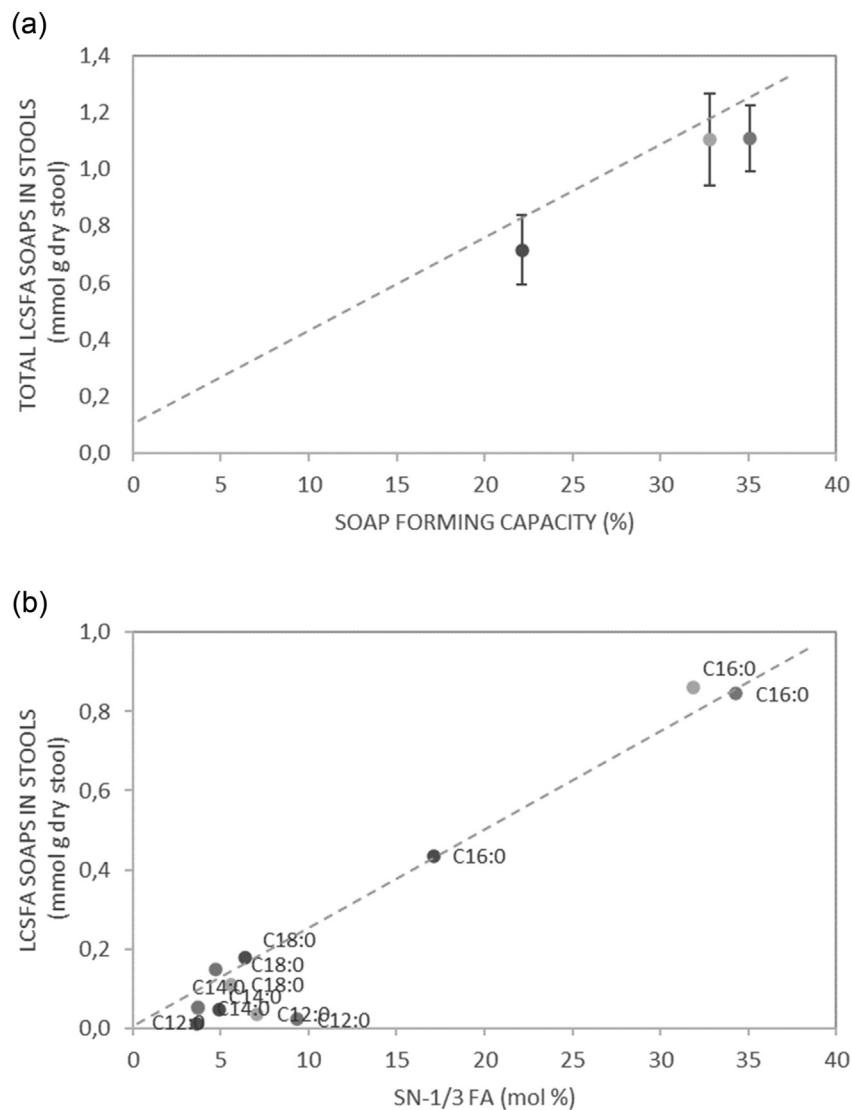 (a)
TOTAL LCSFA SOAPS IN STOOLS
(mmol g dry stool)
1,4
1,2
1,0
0,8
0,6
0,4
0,2
0,0
0 5 10 15 20 25 30 35 40
SOAP FORMING CAPACITY (%)
(b)
LCSFA SOAPS IN STOOLS
(mmol g dry stool)
1,0
0,8
0,6
0,4
0,2
0,0
C16:0
C16:0
C16:0
C18:0
C18:0
C14:0 C18:0
C14:0
C14:0
C12:0 C12:0
C12:0
0 5 10 15 20 25 30 35 40
SN-1/3 FA (mol %)